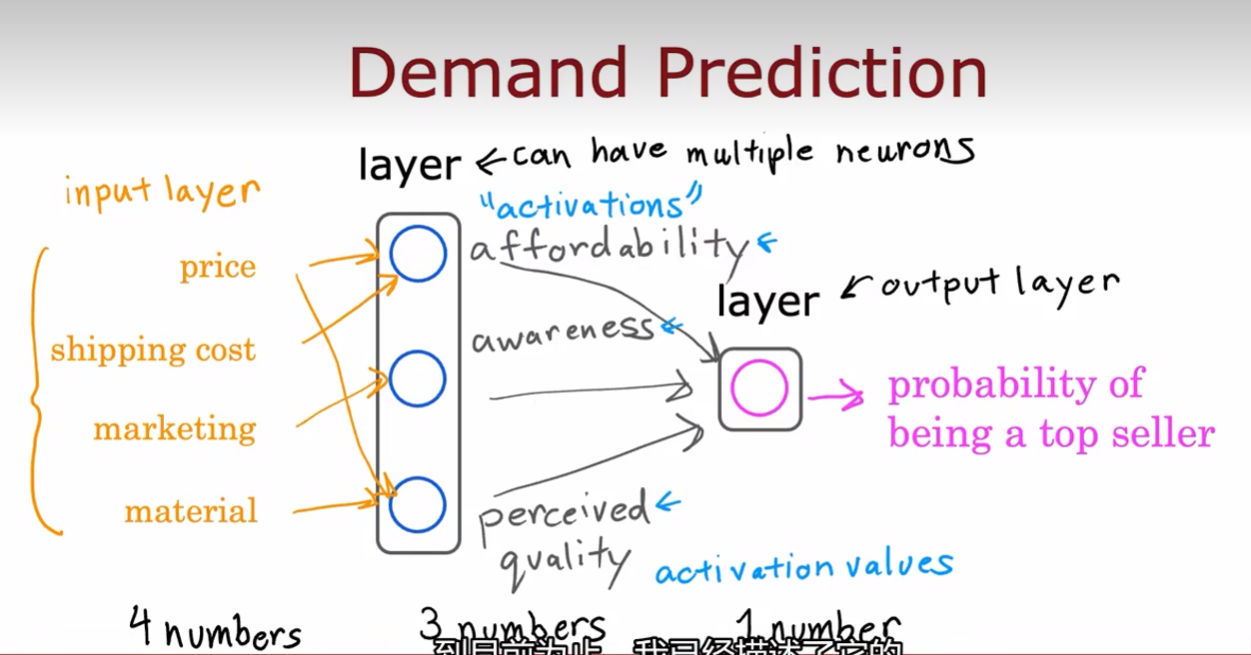 Demand Prediction
layer ← can have multiple neurons
input layer
"activations"
price
affordability ←
shipping cost
layer ← output layer
awareness ←
marketing
probability of
being a top seller
material
perceived ←
quality
activation values
4 numbers
3 numbers
1 number
到目前为止 我已经描述了它的